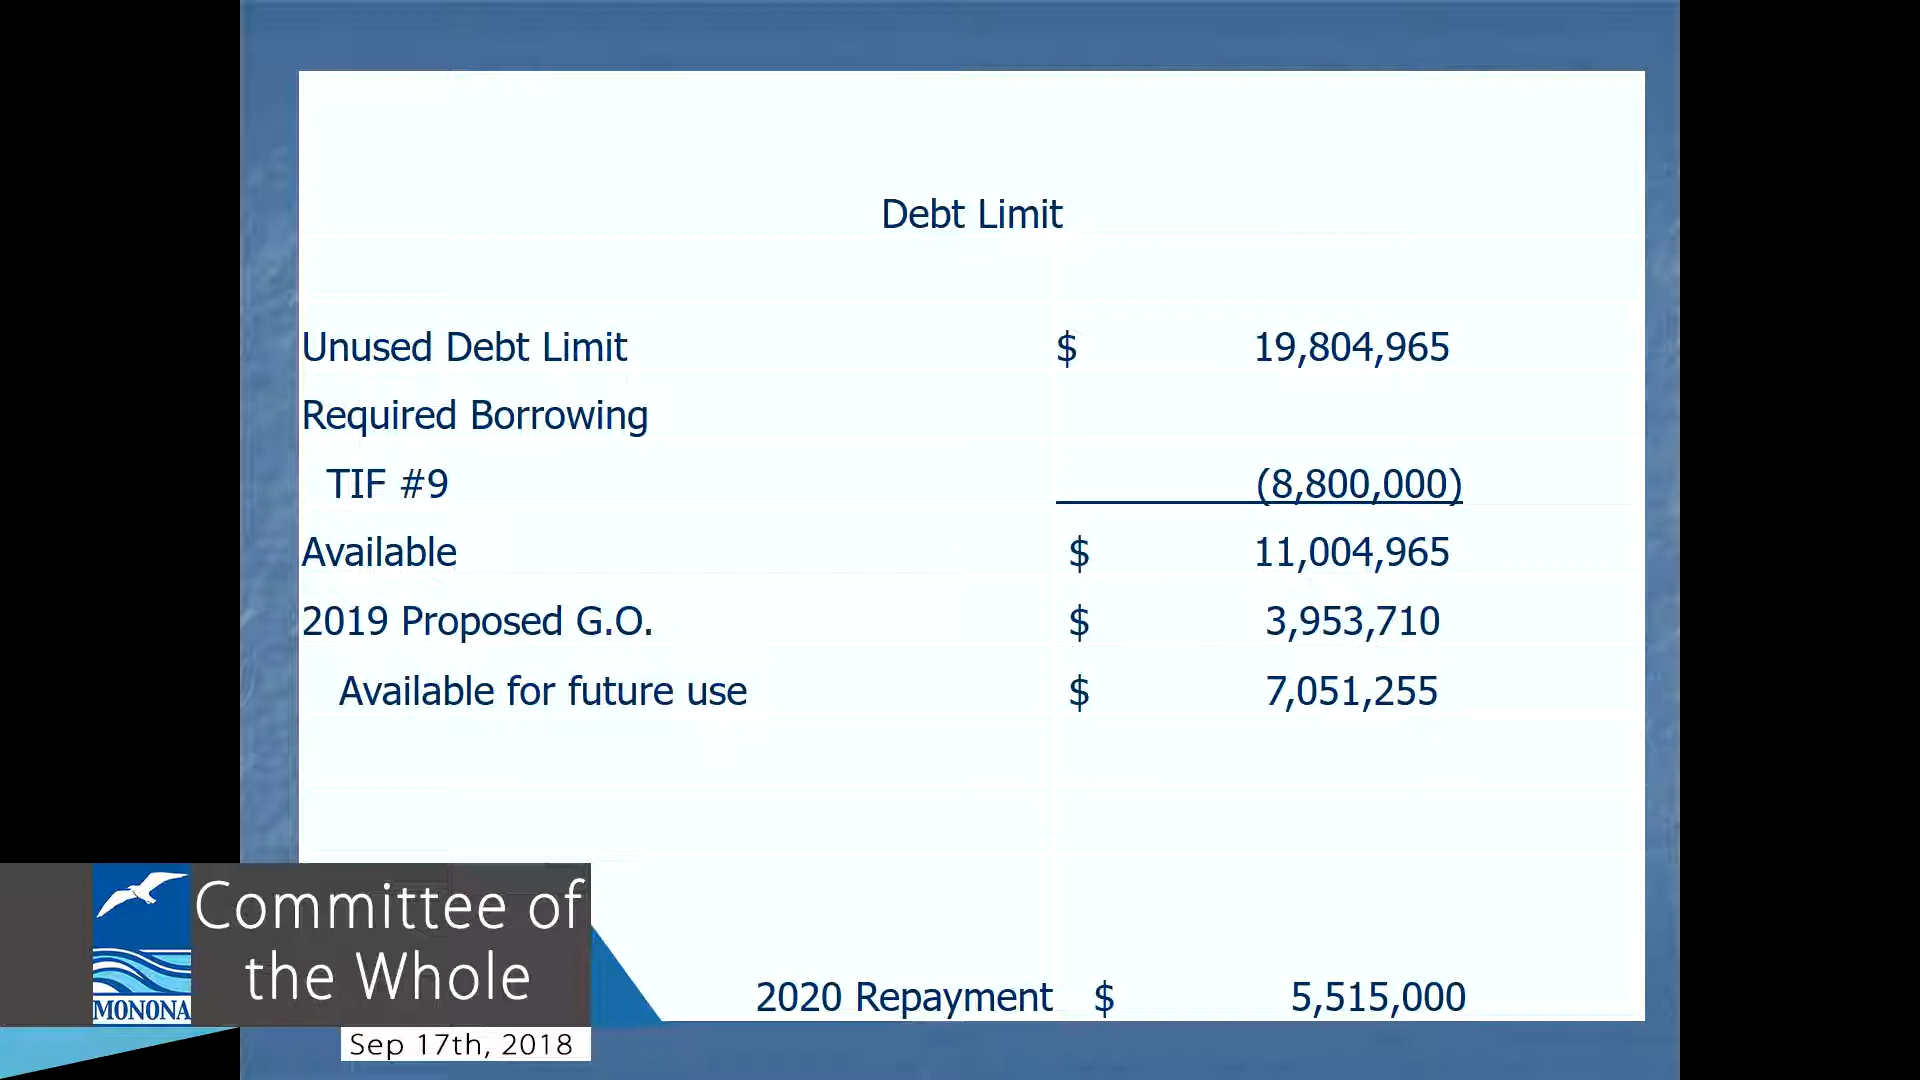 Debt Limit
Unused Debt Limit $ 19,804,965
Required Borrowing
TIF #9 (8,800,000)
Available $ 11,004,965
2019 Proposed G.O. $ 3,953,710
Available for future use $ 7,051,255
2020 Repayment $ 5,515,000
Committee of
the Whole
MONONA
Sep 17th, 2018